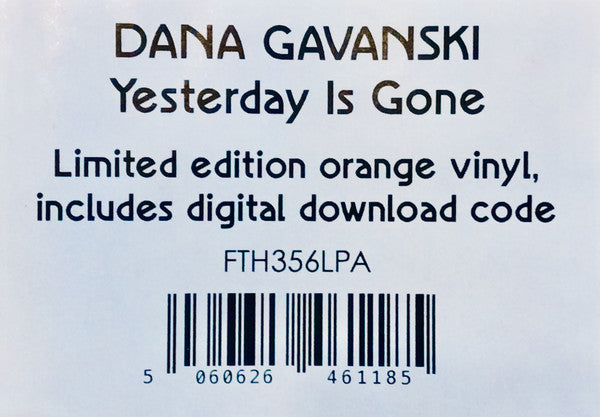 DANA GAVANSKI
Yesterday Is Gone
Limited edition orange vinyl,
includes digital download code
FTH356LPA
5 060626 461185